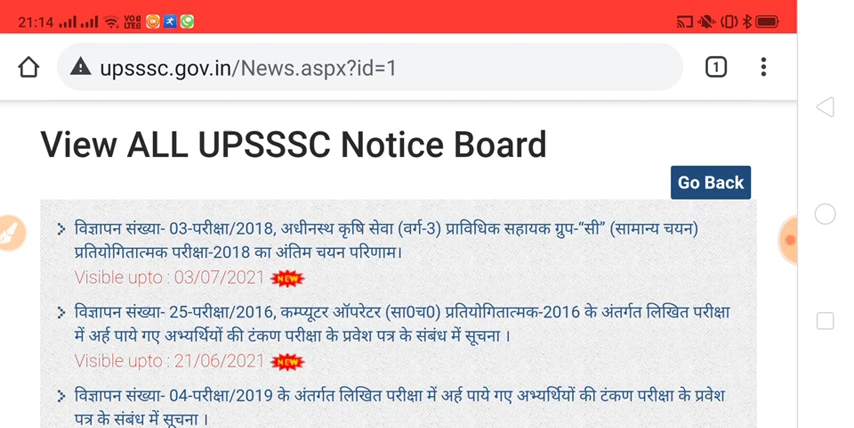 21:14
VoD LTED
upsssc.gov.in/News.aspx?id=1
1
View ALL UPSSSC Notice Board
Go Back
विज्ञापन संख्या- 03-परीक्षा/2018, अधीनस्थ कृषि सेवा (वर्ग-3) प्राविधिक सहायक ग्रुप-“सी” (सामान्य चयन)
प्रतियोगितात्मक परीक्षा-2018 का अंतिम चयन परिणाम।
Visible upto : 03/07/2021 NEW
विज्ञापन संख्या- 25-परीक्षा/2016, कम्प्यूटर ऑपरेटर (सा0च0) प्रतियोगितात्मक-2016 के अंतर्गत लिखित परीक्षा
में अर्ह पाये गए अभ्यर्थियों की टंकण परीक्षा के प्रवेश पत्र के संबंध में सूचना ।
Visible upto : 21/06/2021 NEW
विज्ञापन संख्या- 04-परीक्षा/2019 के अंतर्गत लिखित परीक्षा में अर्ह पाये गए अभ्यर्थियों की टंकण परीक्षा के प्रवेश
पत्र के संबंध में सूचना ।